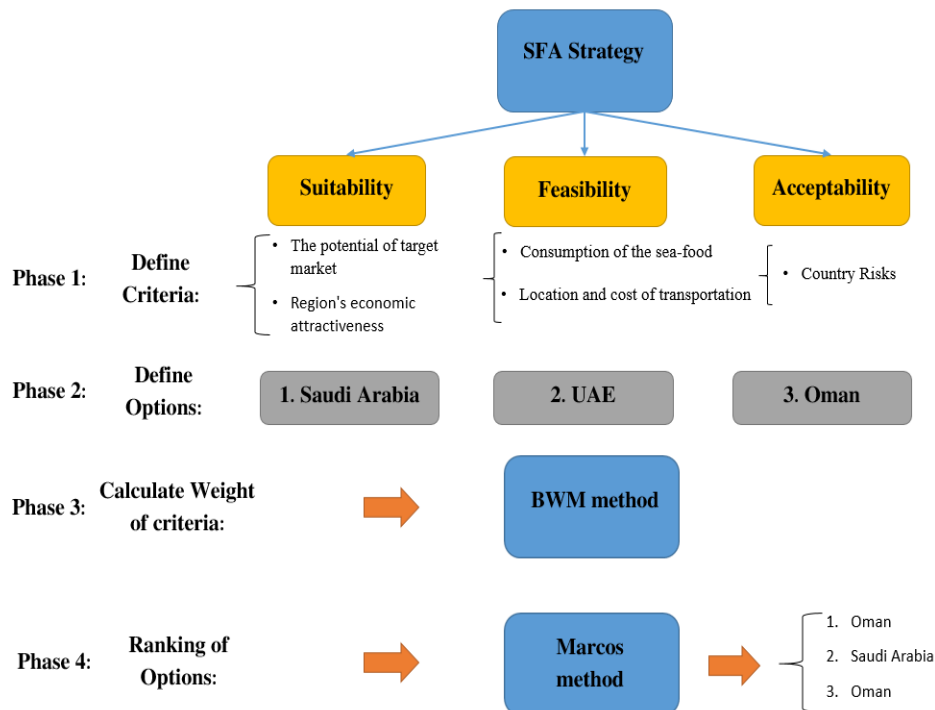 SFA Strategy
Suitability
Feasibility
Acceptability
Phase 1:
Define
Criteria:
• The potential of target
market
• Region's economic
attractiveness
• Consumption of the sea-food
• Location and cost of transportation
• Country Risks
Phase 2:
Define
Options:
1. Saudi Arabia
2. UAE
3. Oman
Phase 3:
Calculate Weight
of criteria:
BWM method
Phase 4:
Ranking of
Options:
Marcos
method
1. Oman
2. Saudi Arabia
3. Oman